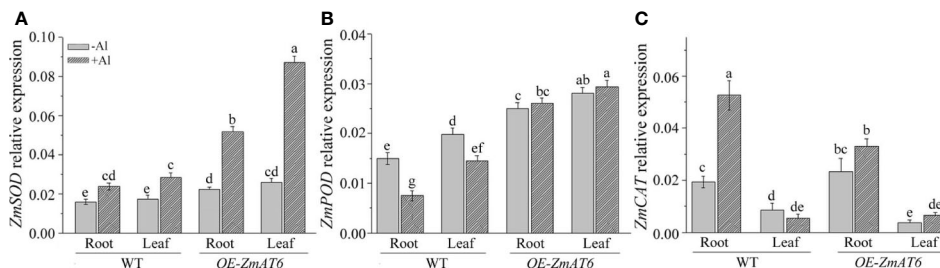 A
ZmSOD relative expression
0.10
0.08
0.06
0.04
0.02
0.00
-Al
+Al
e
cd
e
c
d
b
d
a
Root Leaf Root Leaf
WT OE-ZmAT6
B
ZmPOD relative expression
0.04
0.03
0.02
0.01
0.00
e
g
d
ef
c
bc
ab
a
Root Leaf Root Leaf
WT OE-ZmAT6
C
ZmCAT relative expression
0.06
0.04
0.02
0.00
c
a
d
de
bc
b
e
de
Root Leaf Root Leaf
WT OE-ZmAT6